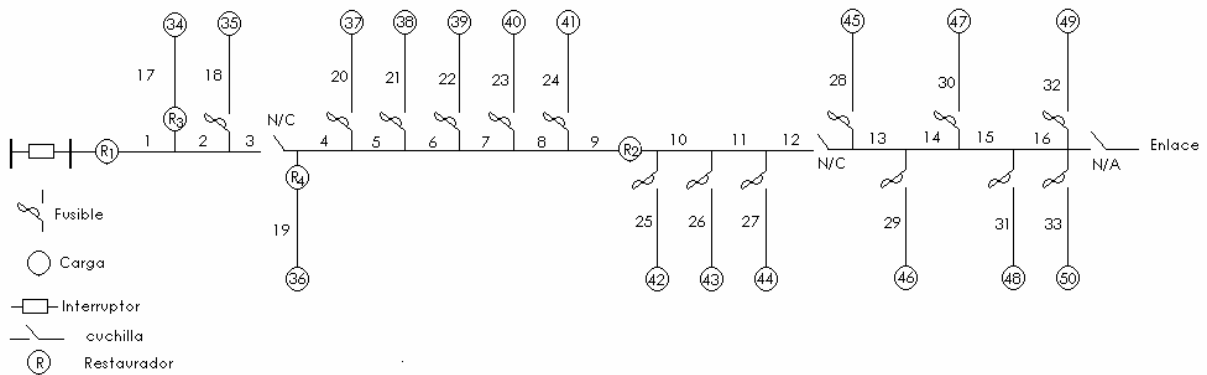 34 35 37 38 39 40 41 45 47 49
17 18 20 21 22 23 24 28 30 32
R3
N/C
R1 1 2 3 4 5 6 7 8 9 R2 10 11 12 13 14 15 16 Enlace
N/C
N/A
R4
19 25 26 27 29 31 33
36 42 43 44 46 48 50
Fusible
Carga
Interruptor
cuchilla
R Restaurador